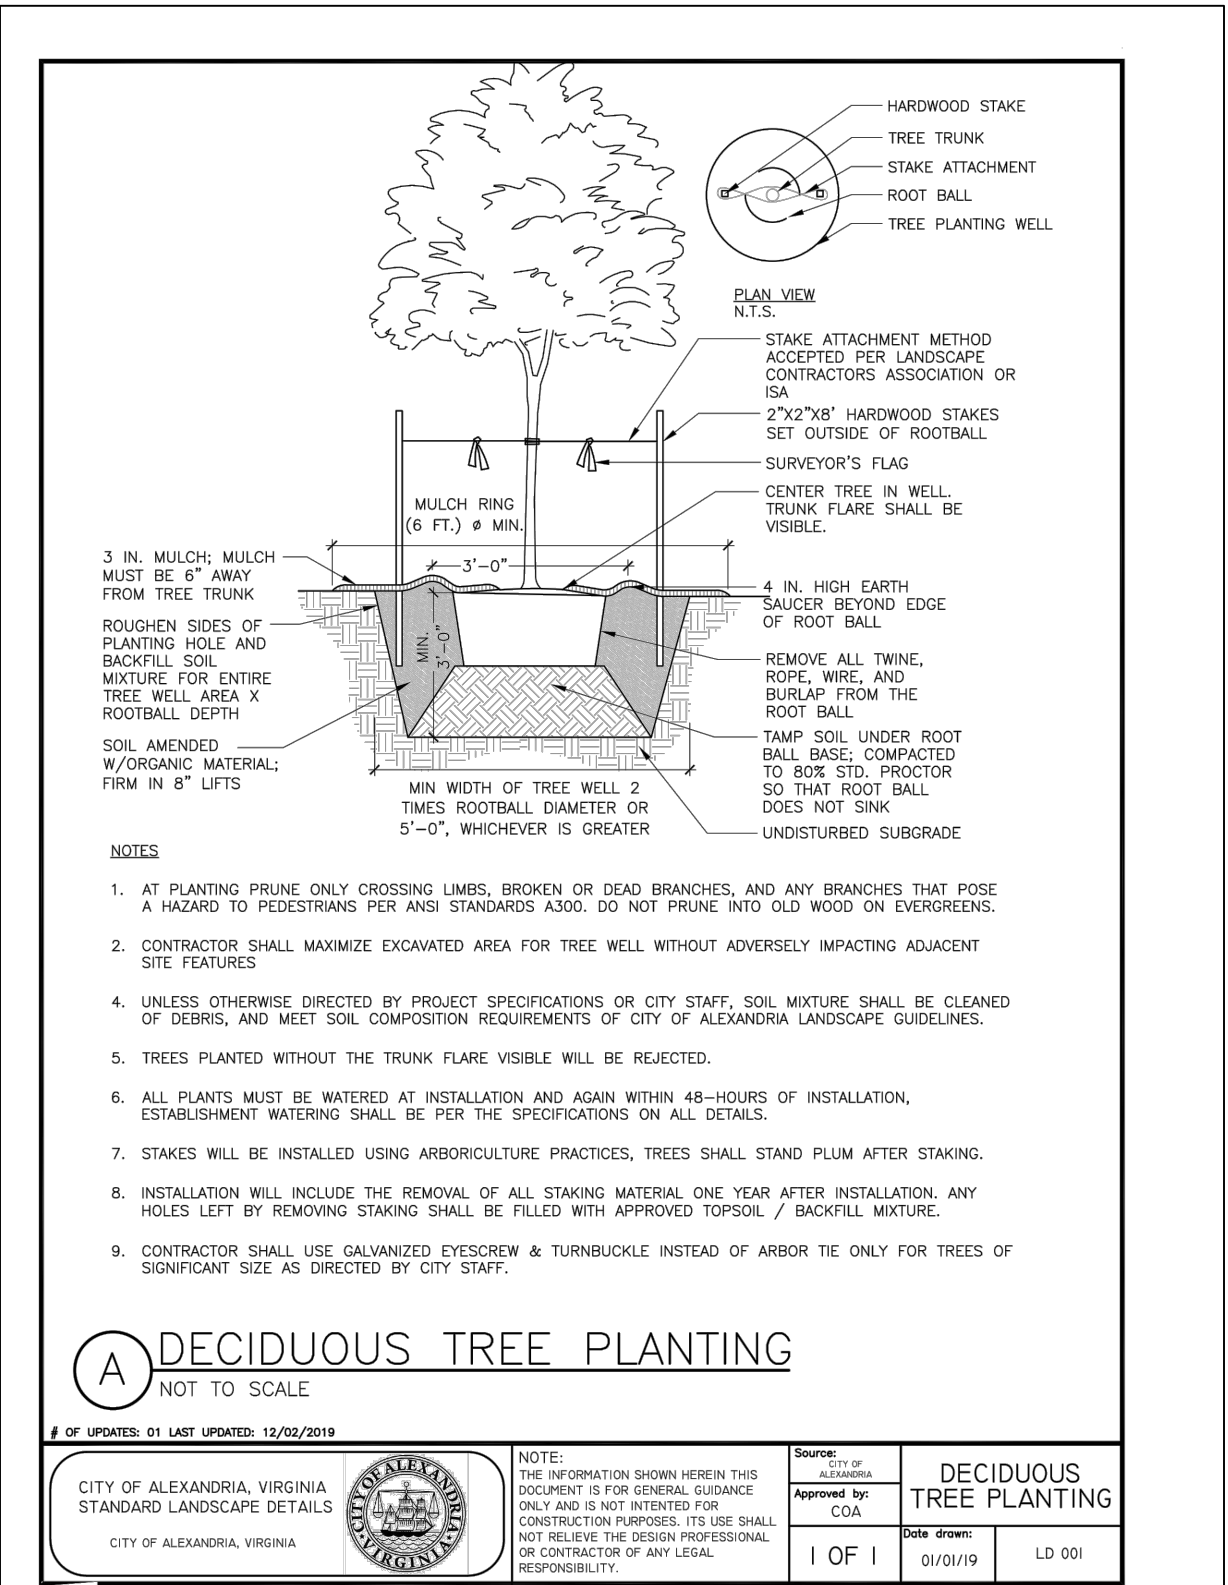 HARDWOOD STAKE
TREE TRUNK
STAKE ATTACHMENT
ROOT BALL
TREE PLANTING WELL
PLAN VIEW
N.T.S.
STAKE ATTACHMENT METHOD
ACCEPTED PER LANDSCAPE
CONTRACTORS ASSOCIATION OR
ISA
2"X2"X8' HARDWOOD STAKES
SET OUTSIDE OF ROOTBALL
SURVEYOR'S FLAG
CENTER TREE IN WELL.
TRUNK FLARE SHALL BE
VISIBLE.
MULCH RING
(6 FT.) ⌀ MIN.
3'-0"
3 IN. MULCH; MULCH
MUST BE 6" AWAY
FROM TREE TRUNK
ROUGHEN SIDES OF
PLANTING HOLE AND
BACKFILL SOIL
MIXTURE FOR ENTIRE
TREE WELL AREA X
ROOTBALL DEPTH
SOIL AMENDED
W/ORGANIC MATERIAL;
FIRM IN 8" LIFTS
MIN.
3'-0"
4 IN. HIGH EARTH
SAUCER BEYOND EDGE
OF ROOT BALL
REMOVE ALL TWINE,
ROPE, WIRE, AND
BURLAP FROM THE
ROOT BALL
TAMP SOIL UNDER ROOT
BALL BASE; COMPACTED
TO 80% STD. PROCTOR
SO THAT ROOT BALL
DOES NOT SINK
UNDISTURBED SUBGRADE
MIN WIDTH OF TREE WELL 2
TIMES ROOTBALL DIAMETER OR
5'-0", WHICHEVER IS GREATER
NOTES
1. AT PLANTING PRUNE ONLY CROSSING LIMBS, BROKEN OR DEAD BRANCHES, AND ANY BRANCHES THAT POSE
A HAZARD TO PEDESTRIANS PER ANSI STANDARDS A300. DO NOT PRUNE INTO OLD WOOD ON EVERGREENS.
2. CONTRACTOR SHALL MAXIMIZE EXCAVATED AREA FOR TREE WELL WITHOUT ADVERSELY IMPACTING ADJACENT
SITE FEATURES
4. UNLESS OTHERWISE DIRECTED BY PROJECT SPECIFICATIONS OR CITY STAFF, SOIL MIXTURE SHALL BE CLEANED
OF DEBRIS, AND MEET SOIL COMPOSITION REQUIREMENTS OF CITY OF ALEXANDRIA LANDSCAPE GUIDELINES.
5. TREES PLANTED WITHOUT THE TRUNK FLARE VISIBLE WILL BE REJECTED.
6. ALL PLANTS MUST BE WATERED AT INSTALLATION AND AGAIN WITHIN 48-HOURS OF INSTALLATION,
ESTABLISHMENT WATERING SHALL BE PER THE SPECIFICATIONS ON ALL DETAILS.
7. STAKES WILL BE INSTALLED USING ARBORICULTURE PRACTICES, TREES SHALL STAND PLUM AFTER STAKING.
8. INSTALLATION WILL INCLUDE THE REMOVAL OF ALL STAKING MATERIAL ONE YEAR AFTER INSTALLATION. ANY
HOLES LEFT BY REMOVING STAKING SHALL BE FILLED WITH APPROVED TOPSOIL / BACKFILL MIXTURE.
9. CONTRACTOR SHALL USE GALVANIZED EYESCREW & TURNBUCKLE INSTEAD OF ARBOR TIE ONLY FOR TREES OF
SIGNIFICANT SIZE AS DIRECTED BY CITY STAFF.
A
DECIDUOUS TREE PLANTING
NOT TO SCALE
# OF UPDATES: 01 LAST UPDATED: 12/02/2019
CITY OF ALEXANDRIA, VIRGINIA
STANDARD LANDSCAPE DETAILS
CITY OF ALEXANDRIA, VIRGINIA
CITY OF ALEXANDRIA
VIRGINIA
NOTE:
THE INFORMATION SHOWN HEREIN THIS
DOCUMENT IS FOR GENERAL GUIDANCE
ONLY AND IS NOT INTENTED FOR
CONSTRUCTION PURPOSES. ITS USE SHALL
NOT RELIEVE THE DESIGN PROFESSIONAL
OR CONTRACTOR OF ANY LEGAL
RESPONSIBILITY.
Source:
CITY OF
ALEXANDRIA
Approved by:
COA
1 OF 1
DECIDUOUS
TREE PLANTING
Date drawn:
01/01/19
LD 001